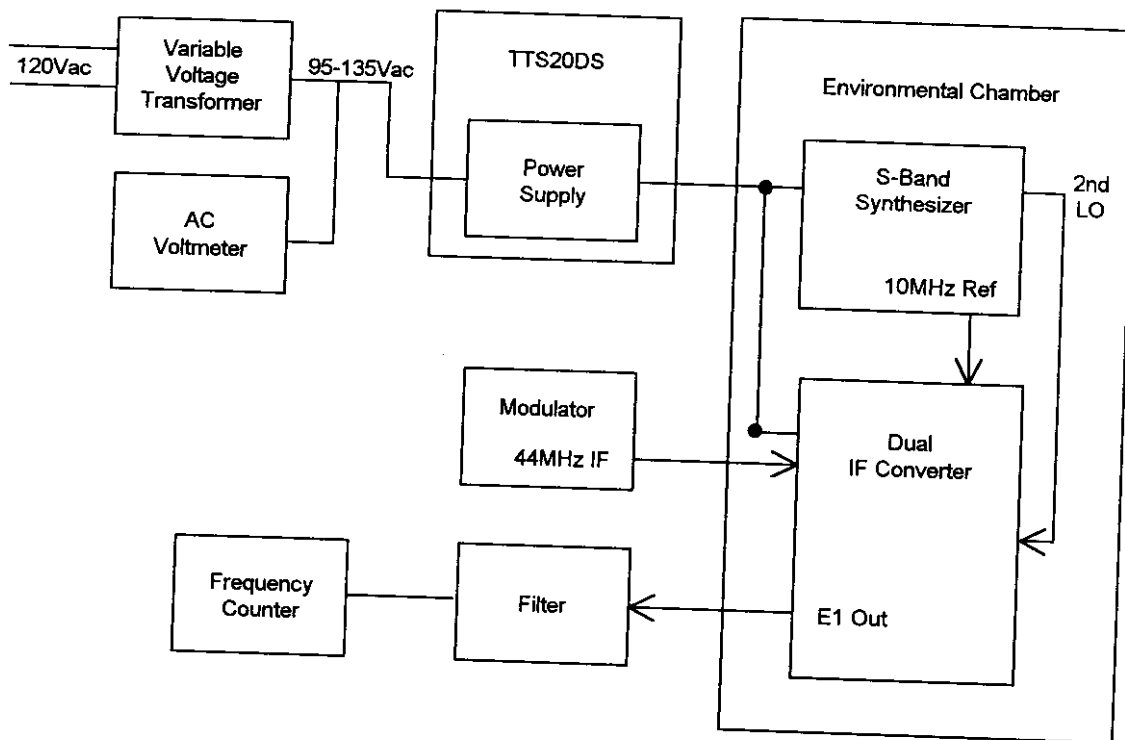 120Vac
Variable
Voltage
Transformer
95-135Vac
AC
Voltmeter
TTS20DS
Power
Supply
Environmental Chamber
S-Band
Synthesizer
10MHz Ref
2nd
LO
Modulator
44MHz IF
Dual
IF Converter
E1 Out
Filter
Frequency
Counter